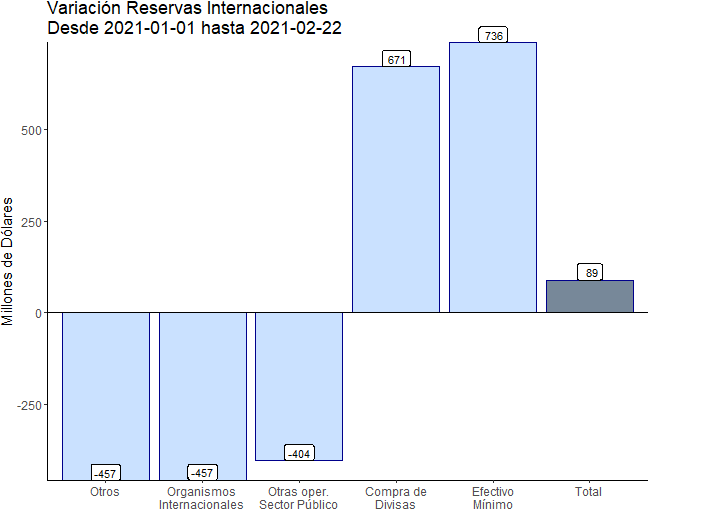 Variación Reservas Internacionales
Desde 2021-01-01 hasta 2021-02-22
Millones de Dólares
500
250
0
-250
-457
-457
-404
671
736
89
Otros
Organismos
Internacionales
Otras oper.
Sector Público
Compra de
Divisas
Efectivo
Mínimo
Total